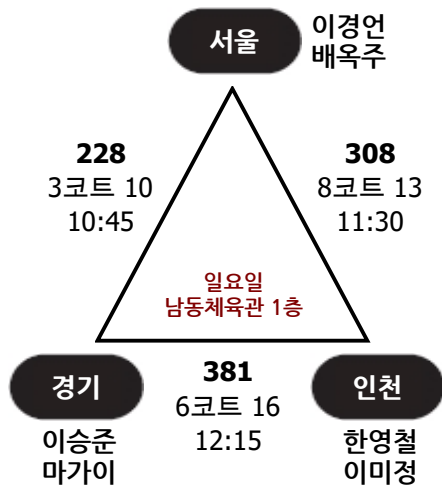 서울
이경언
배옥주
228
3코트 10
10:45
308
8코트 13
11:30
일요일
남동체육관 1층
경기
이승준
마가이
381
6코트 16
12:15
인천
한영철
이미정